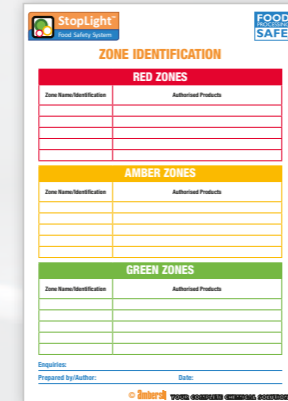 StopLight™
Food Safety System
FOOD
PROCESSING
SAFE
ZONE IDENTIFICATION
RED ZONES
Zone Name/Identification Authorised Products
AMBER ZONES
Zone Name/Identification Authorised Products
GREEN ZONES
Zone Name/Identification Authorised Products
Enquiries:
Prepared by/Author: Date:
© YOUR COMPLETE CHEMICAL SOLUTION